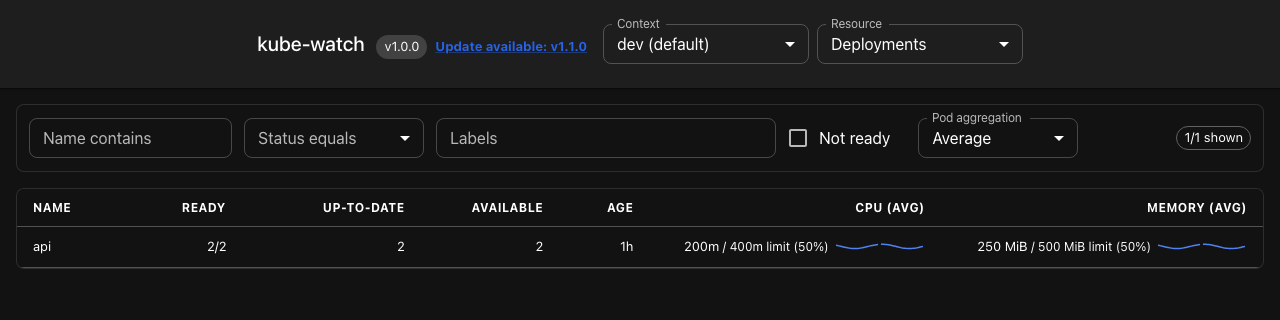 kube-watch v1.0.0 Update available: v1.1.0
Context
dev (default)
Resource
Deployments
Name contains
Status equals
Labels
Not ready
Pod aggregation
Average
1/1 shown
NAME READY UP-TO-DATE AVAILABLE AGE CPU (AVG) MEMORY (AVG)
api 2/2 2 2 1h 200m / 400m limit (50%) 250 MiB / 500 MiB limit (50%)